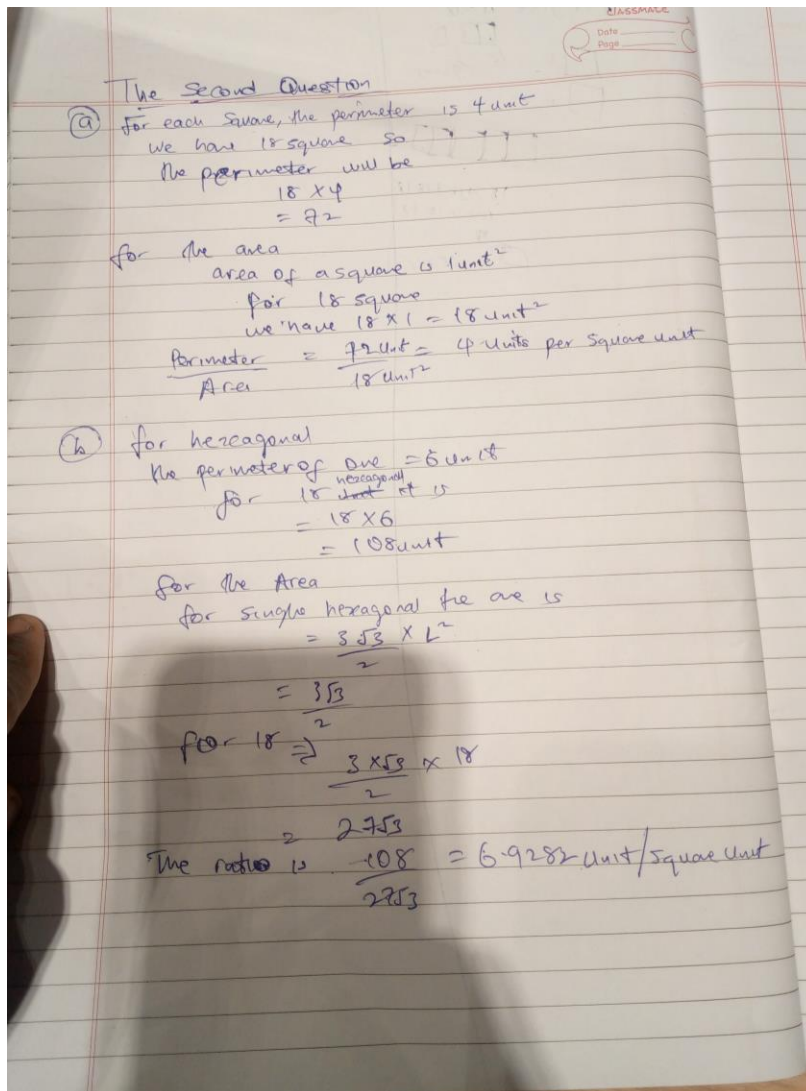 CLASSMATE
Date
Page
The Second Question
(a) For each Square, the perimeter is 4 unit
we have 18 square so
the perimeter will be
18 x 4
= 72
for the area
area of a square is 1 unit²
for 18 square
we have 18 x 1 = 18 unit²
Perimeter/Area = 72 unit/18 unit² = 4 Units per Square unit
(b) for hexagonal
the perimeter of one = 6 unit
for 18 hexagonal it is
= 18 x 6
= 108 unit
for the Area
for single hexagonal the are is
= 3√3/2 x L²
= 3√3/2
for 18 ⇒ 3 x √3/2 x 18
= 27√3
The ratio is 108/27√3 = 6.9282 Unit/Square Unit